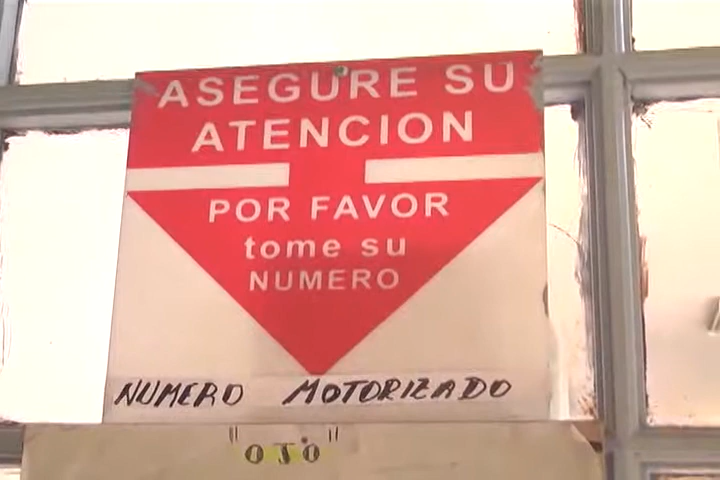 ASEGURE SU
ATENCION
POR FAVOR
tome su
NUMERO
NUMERO MOTORIZADO
"OJO"